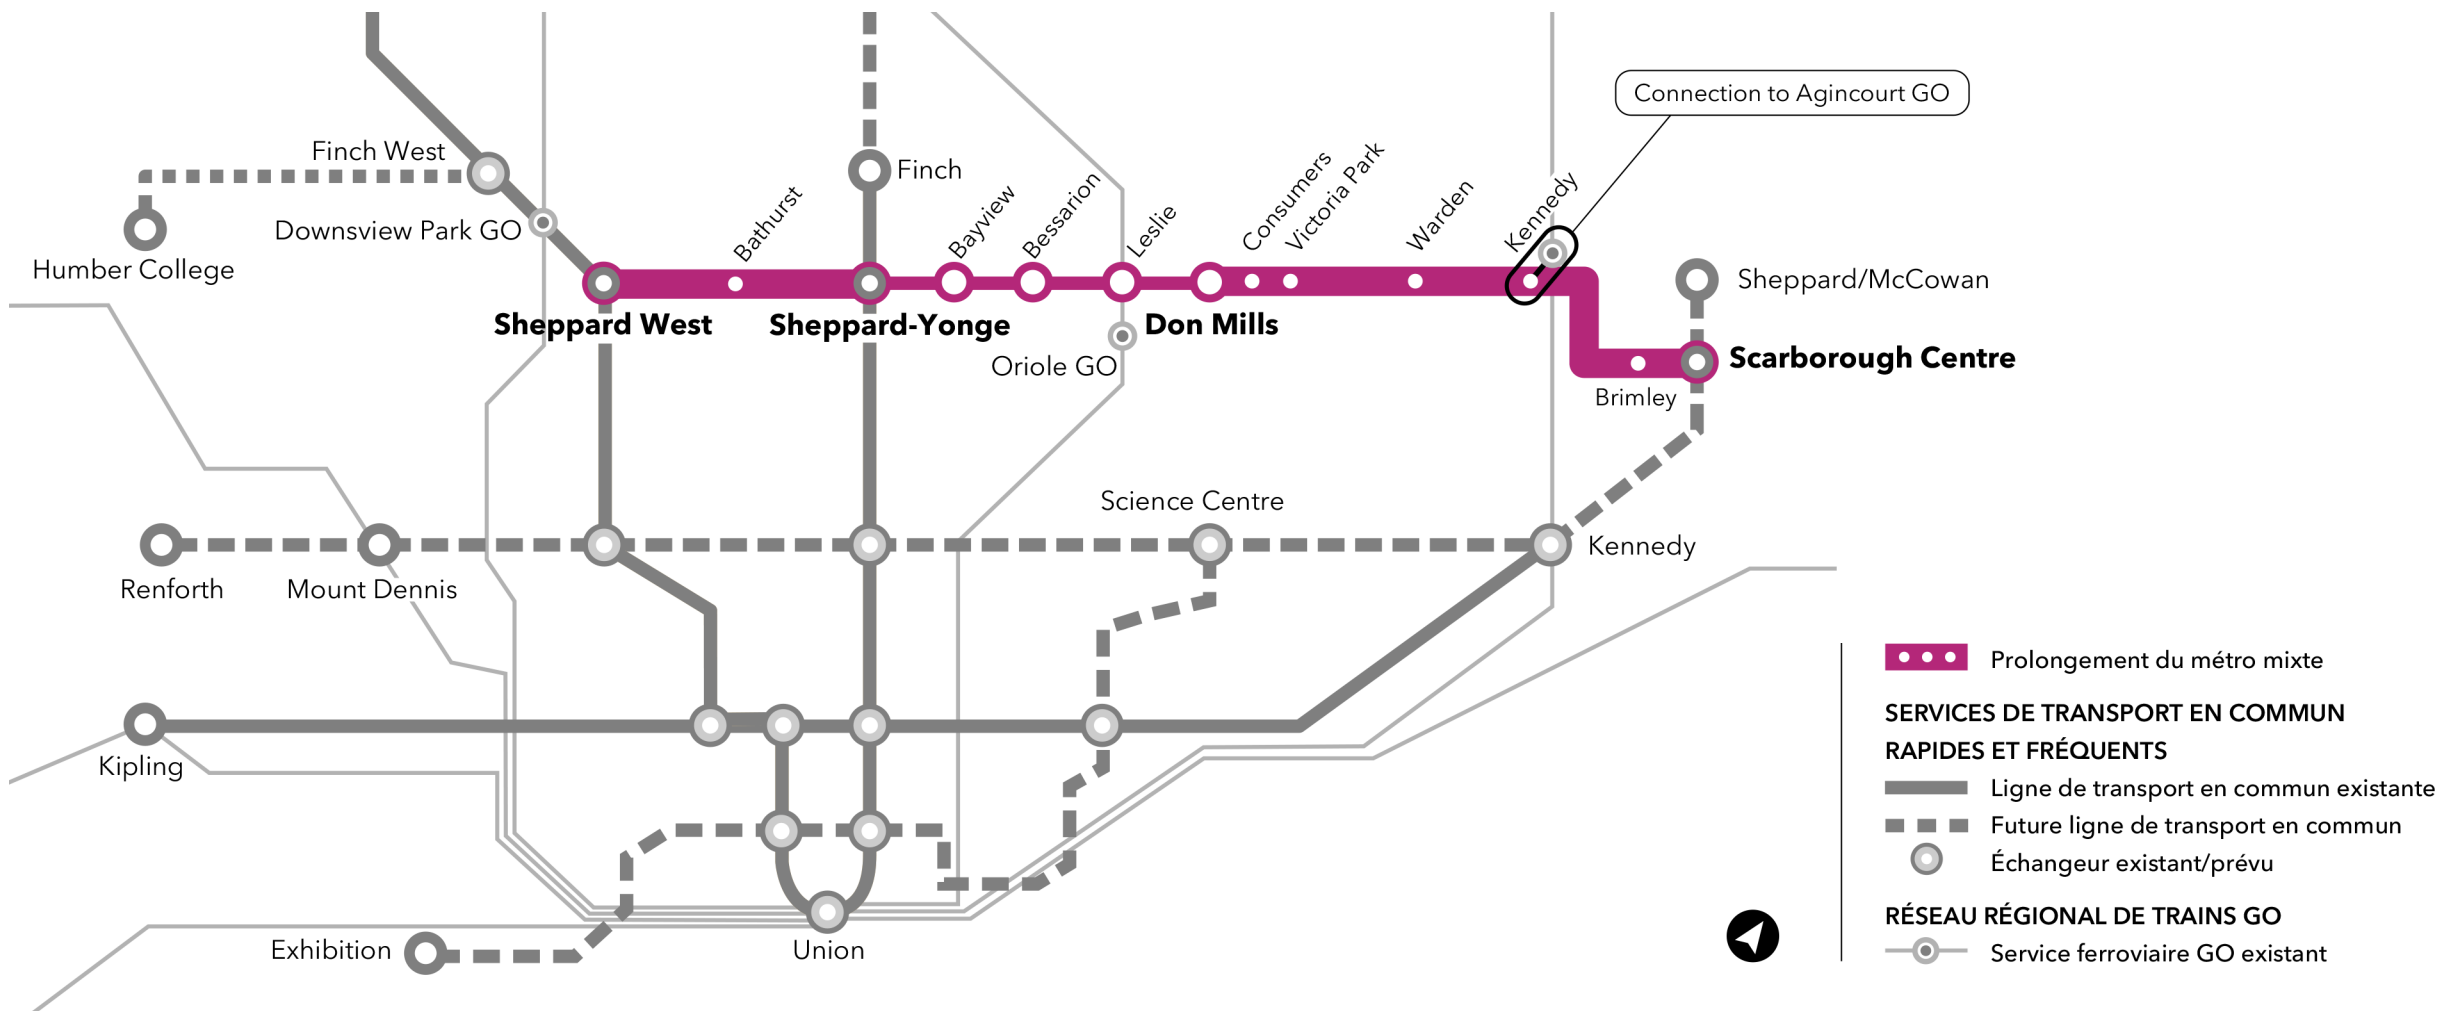 Connection to Agincourt GO
Finch West
Humber College
Downsview Park GO
Bathurst
Finch
Bayview
Bessarion
Leslie
Consumers
Victoria Park
Warden
Kennedy
Sheppard/McCowan
Sheppard West
Sheppard-Yonge
Don Mills
Oriole GO
Scarborough Centre
Brimley
Science Centre
Renforth
Mount Dennis
Kennedy
Kipling
Exhibition
Union
Prolongement du métro mixte
SERVICES DE TRANSPORT EN COMMUN
RAPIDES ET FRÉQUENTS
Ligne de transport en commun existante
Future ligne de transport en commun
Échangeur existant/prévu
RÉSEAU RÉGIONAL DE TRAINS GO
Service ferroviaire GO existant